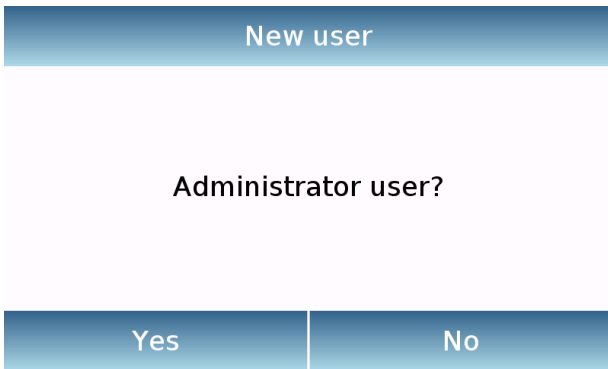 New user
Administrator user?
Yes
No